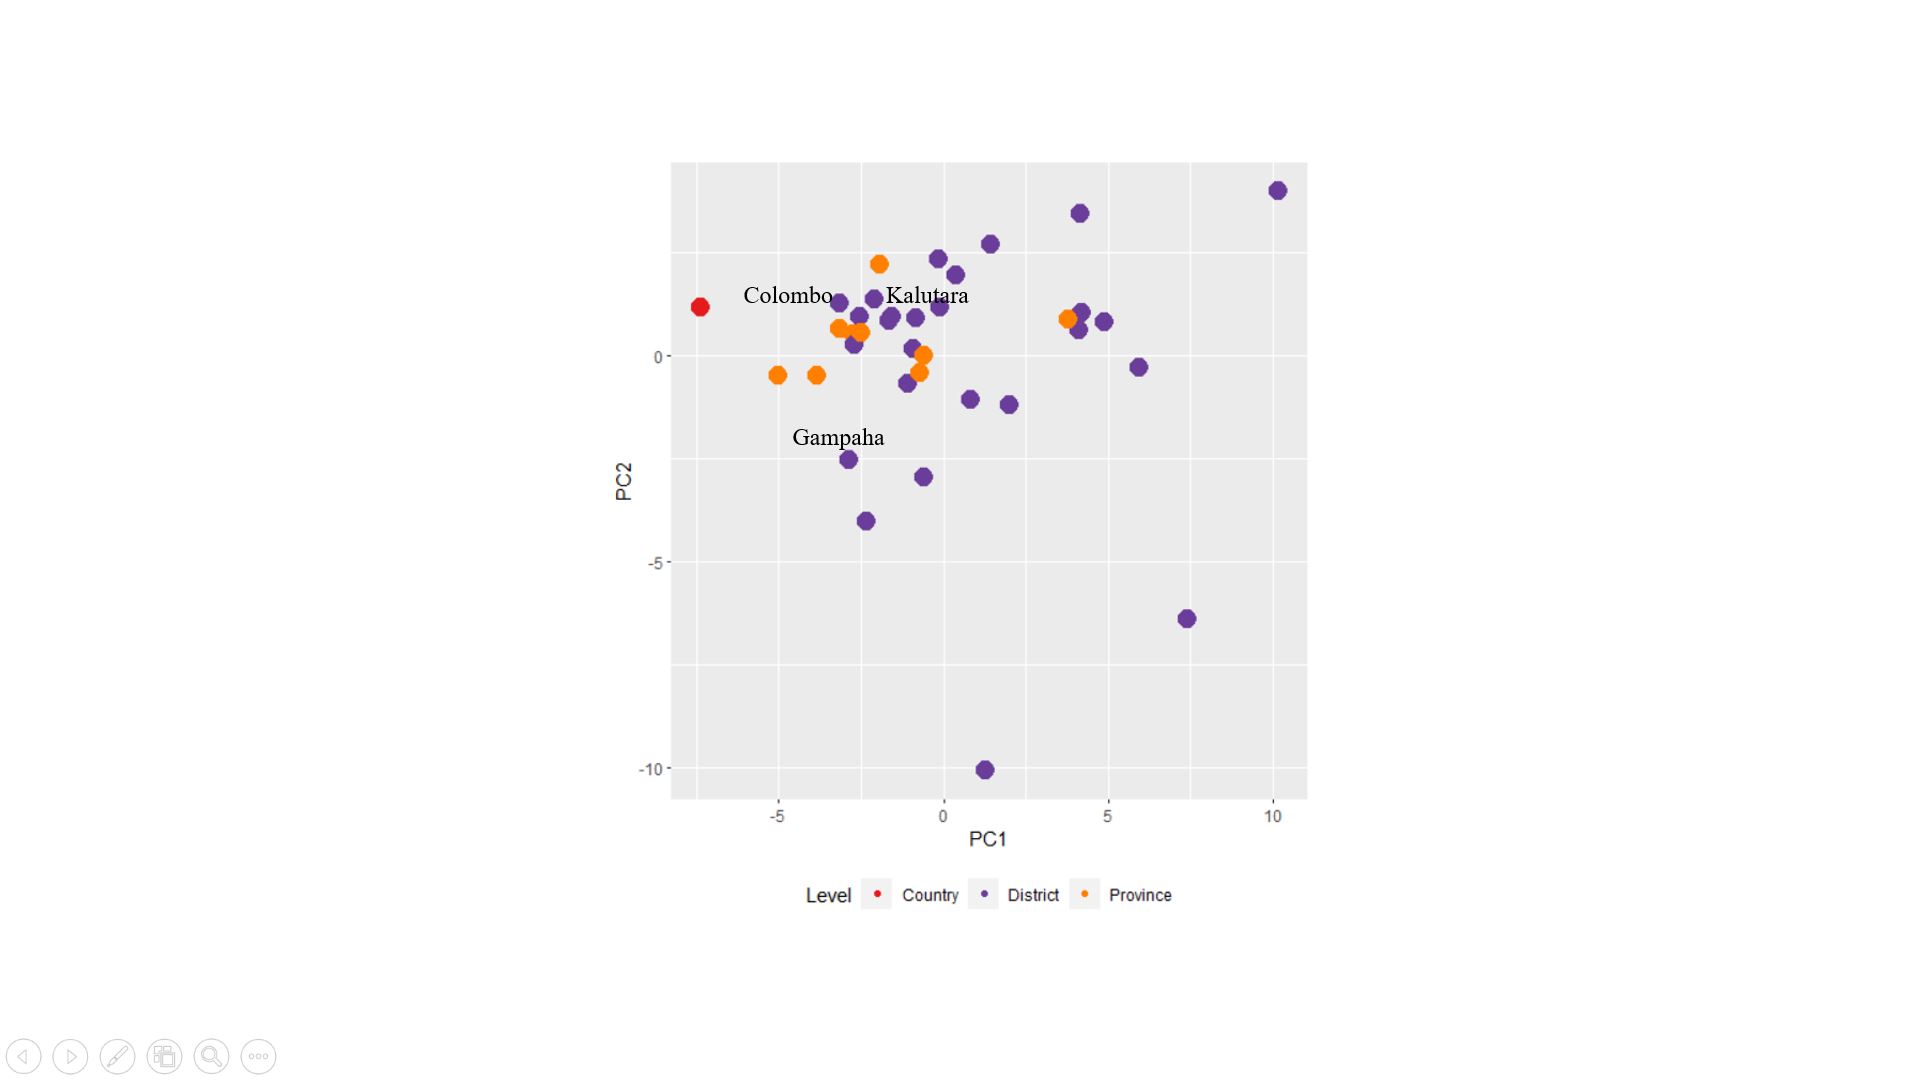 Colombo
Kalutara
Gampaha
0
-5
-10
PC2
-5 0 5 10
PC1
Level Country District Province